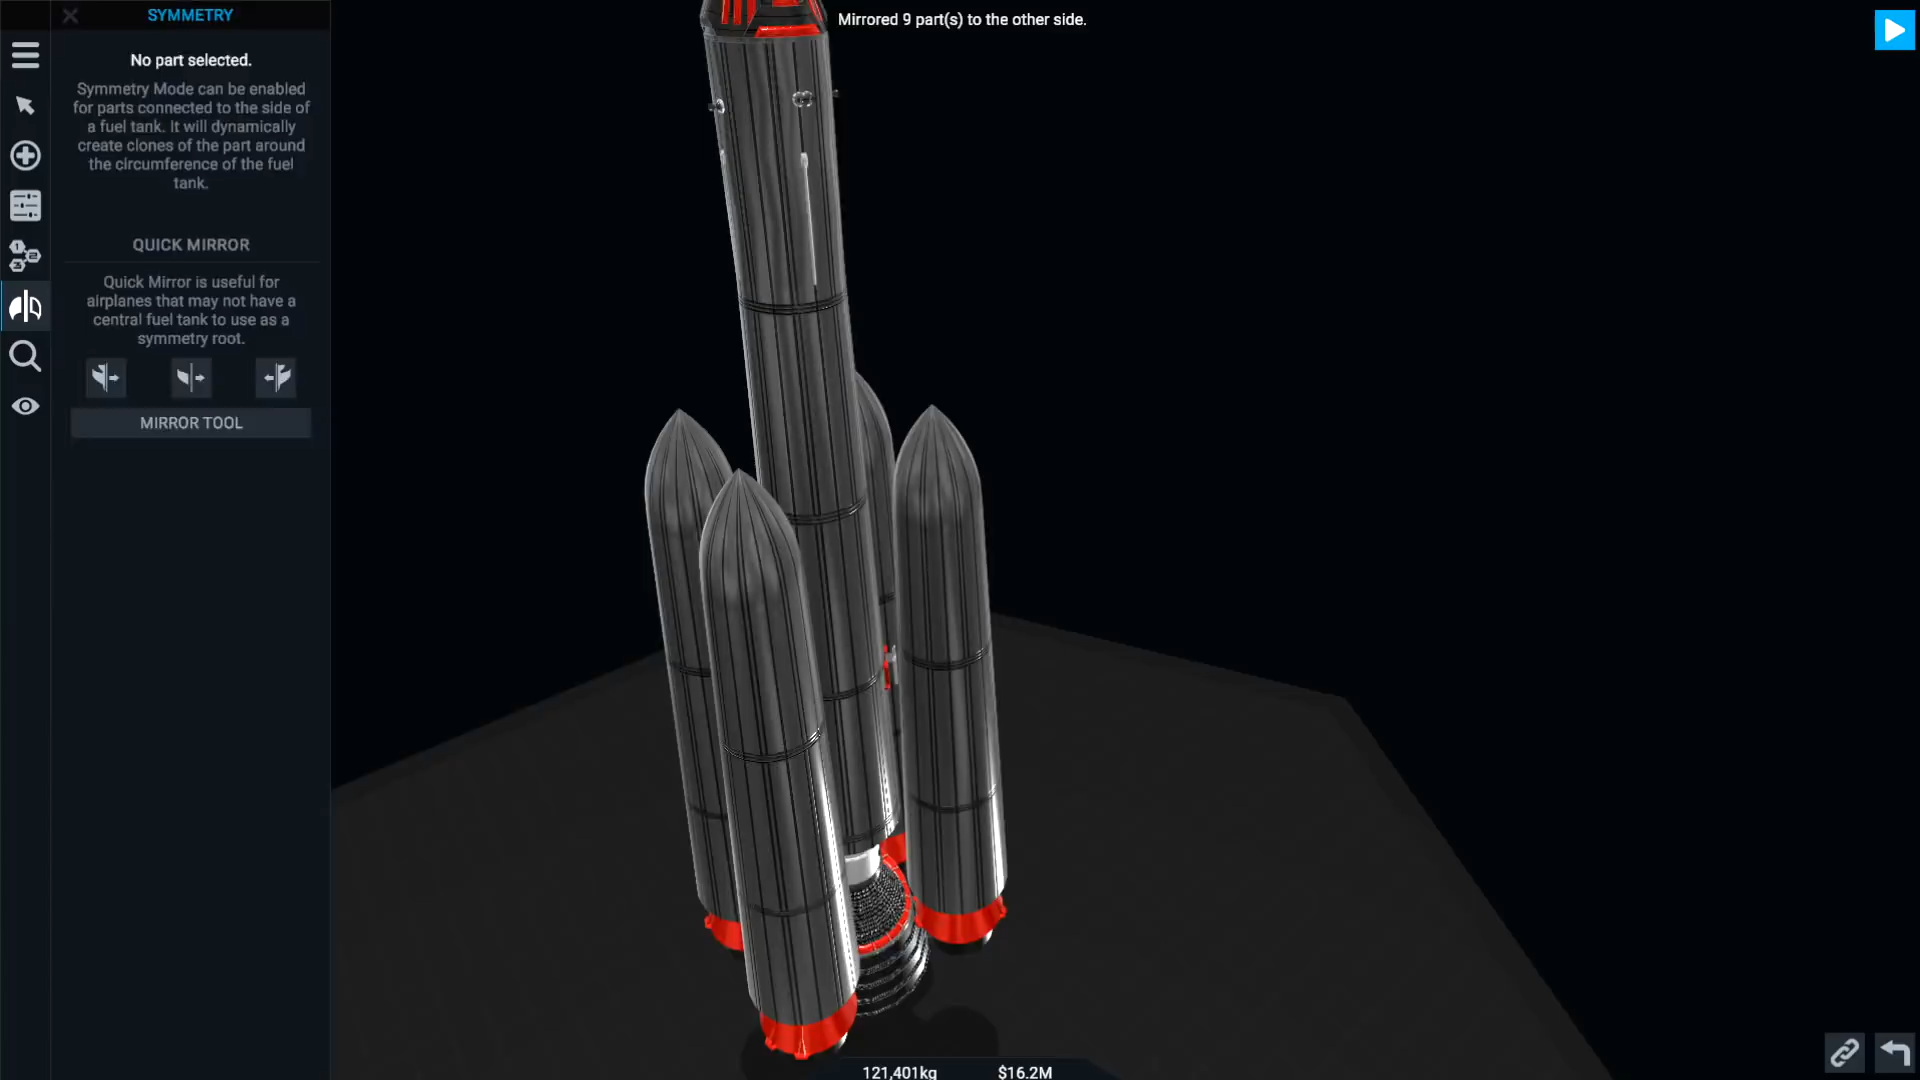 SYMMETRY
Mirrored 9 part(s) to the other side.
No part selected.
Symmetry Mode can be enabled
for parts connected to the side of
a fuel tank. It will dynamically
create clones of the part around
the circumference of the fuel
tank.
QUICK MIRROR
Quick Mirror is useful for
airplanes that may not have a
central fuel tank to use as a
symmetry root.
MIRROR TOOL
121,401kg
$16.2M